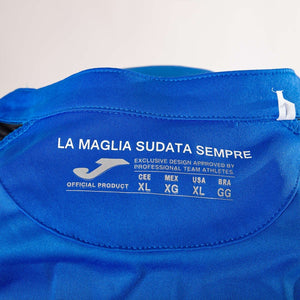 LA MAGLIA SUDATA SEMPRE
EXCLUSIVE DESIGN APPROVED BY
PROFESSIONAL TEAM ATHLETES.
OFFICIAL PRODUCT
CEE MEX USA BRA
XL XG XL GG